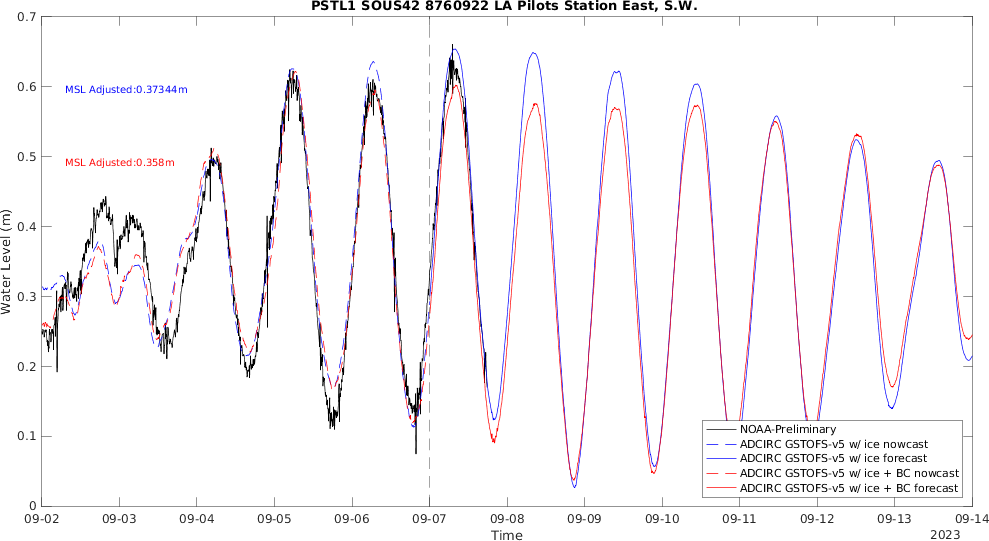 PSTL1 SOUS42 8760922 LA Pilots Station East, S.W.
0.7
0.6
0.5
0.4
0.3
0.2
0.1
0
Water Level (m)
MSL Adjusted:0.37344m
MSL Adjusted:0.358m
NOAA-Preliminary
ADCIRC GSTOFS-v5 w/ ice nowcast
ADCIRC GSTOFS-v5 w/ ice forecast
ADCIRC GSTOFS-v5 w/ ice + BC nowcast
ADCIRC GSTOFS-v5 w/ ice + BC forecast
09-02 09-03 09-04 09-05 09-06 09-07 09-08 09-09 09-10 09-11 09-12 09-13 09-14
Time
2023